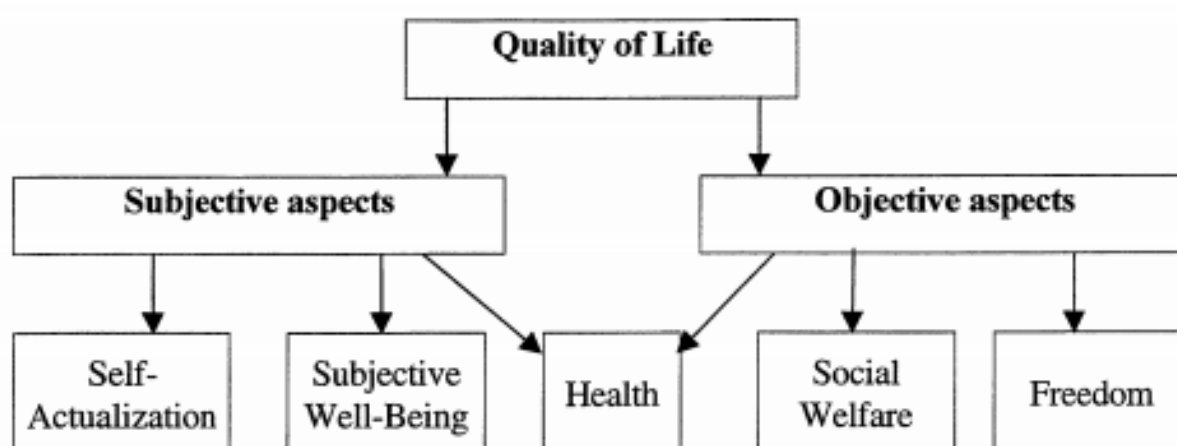 Quality of Life
Subjective aspects
Objective aspects
Self-
Actualization
Subjective
Well-Being
Health
Social
Welfare
Freedom